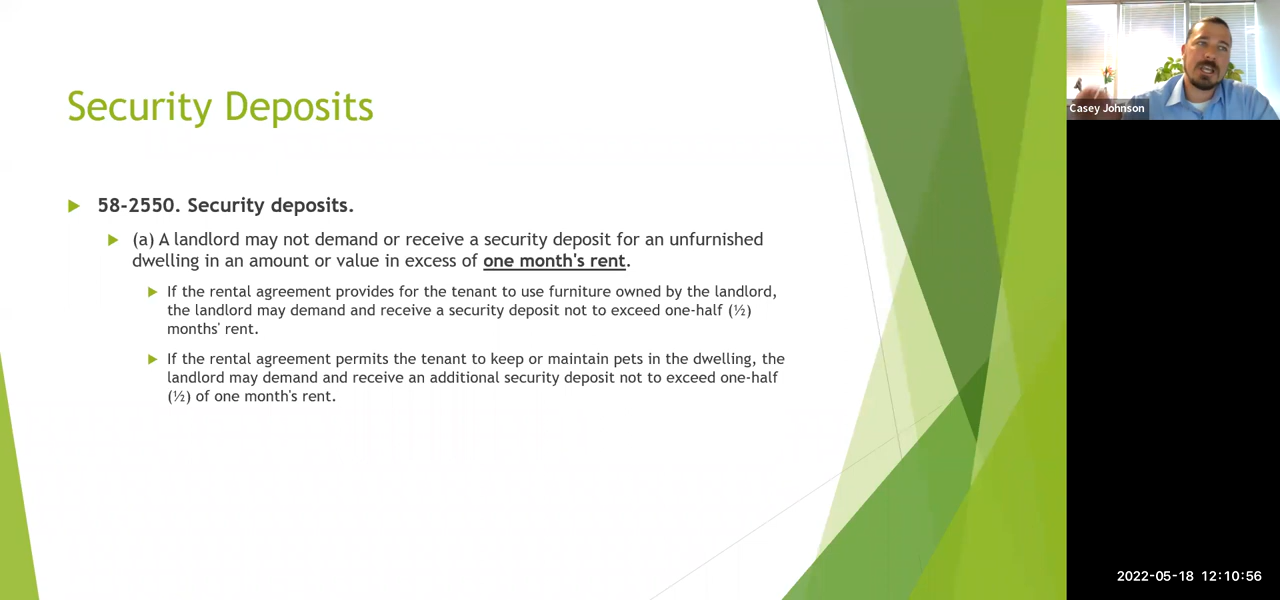 Security Deposits
58-2550. Security deposits.
(a) A landlord may not demand or receive a security deposit for an unfurnished
dwelling in an amount or value in excess of one month's rent.
If the rental agreement provides for the tenant to use furniture owned by the landlord,
the landlord may demand and receive a security deposit not to exceed one-half (½)
months' rent.
If the rental agreement permits the tenant to keep or maintain pets in the dwelling, the
landlord may demand and receive an additional security deposit not to exceed one-half
(½) of one month's rent.
Casey Johnson
2022-05-18 12:10:56